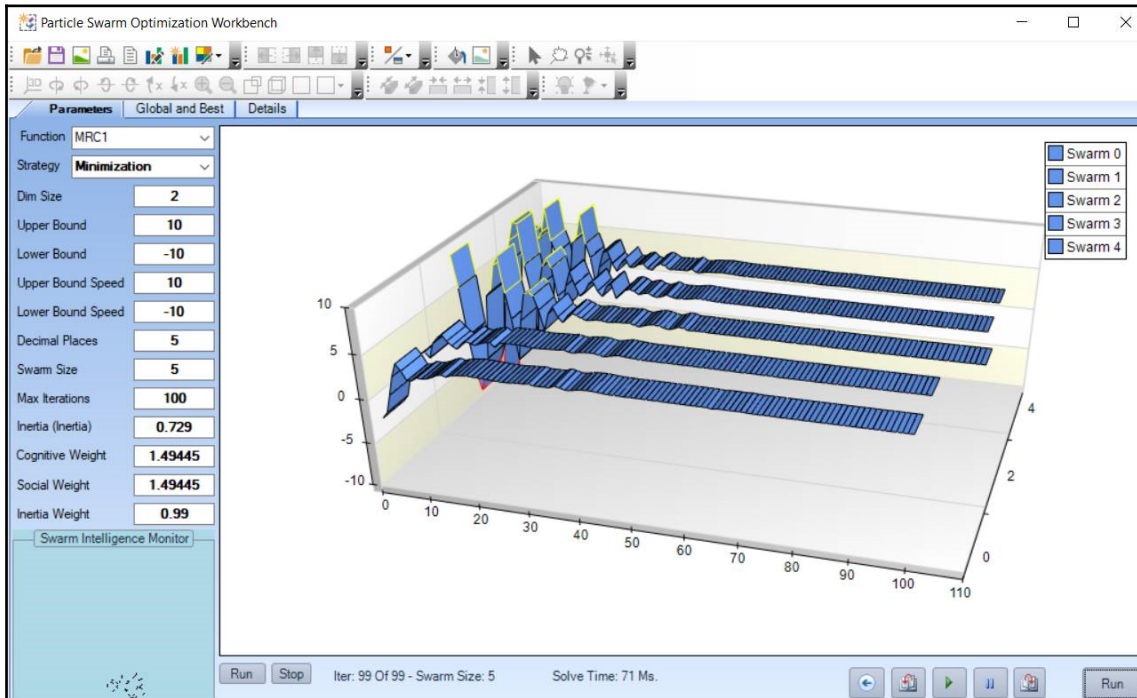 Particle Swarm Optimization Workbench
Parameters Global and Best Details
Function MRC1
Strategy Minimization
Dim Size 2
Upper Bound 10
Lower Bound -10
Upper Bound Speed 10
Lower Bound Speed -10
Decimal Places 5
Swarm Size 5
Max Iterations 100
Inertia (Inertia) 0.729
Cognitive Weight 1.49445
Social Weight 1.49445
Inertia Weight 0.99
Swarm Intelligence Monitor
Swarm 0
Swarm 1
Swarm 2
Swarm 3
Swarm 4
10
5
0
-5
-10
0 10 20 30 40 50 60 70 80 90 100 110
4
2
0
Run Stop Iter: 99 Of 99 - Swarm Size: 5 Solve Time: 71 Ms. Run